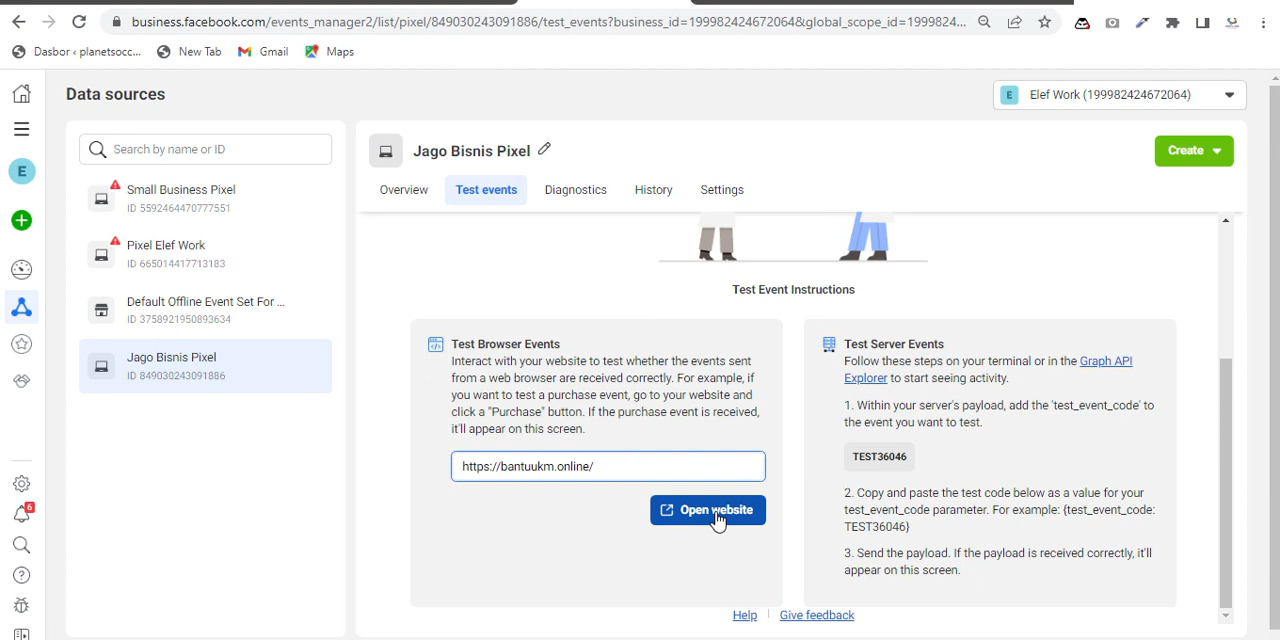 business.facebook.com/events_manager2/list/pixel/849030243091886/test_events?business_id=199982424672064&global_scope_id=1999824...
Dasbor ‹ planetsocc...
New Tab
Gmail
Maps
Data sources
E
Elef Work (199982424672064)
Search by name or ID
Jago Bisnis Pixel
Create
E
Small Business Pixel
ID 5592464470777551
Overview
Test events
Diagnostics
History
Settings
Pixel Elef Work
ID 665014417713183
Default Offline Event Set For ...
ID 3758921950893634
Jago Bisnis Pixel
ID 849030243091886
Test Event Instructions
Test Browser Events
Interact with your website to test whether the events sent
from a web browser are received correctly. For example, if
you want to test a purchase event, go to your website and
click a "Purchase" button. If the purchase event is received,
it'll appear on this screen.
https://bantuukm.online/
Open website
Test Server Events
Follow these steps on your terminal or in the Graph API
Explorer to start seeing activity.
1. Within your server's payload, add the 'test_event_code' to
the event you want to test.
TEST36046
2. Copy and paste the test code below as a value for your
test_event_code parameter. For example: {test_event_code:
TEST36046}
3. Send the payload. If the payload is received correctly, it'll
appear on this screen.
6
Help
Give feedback